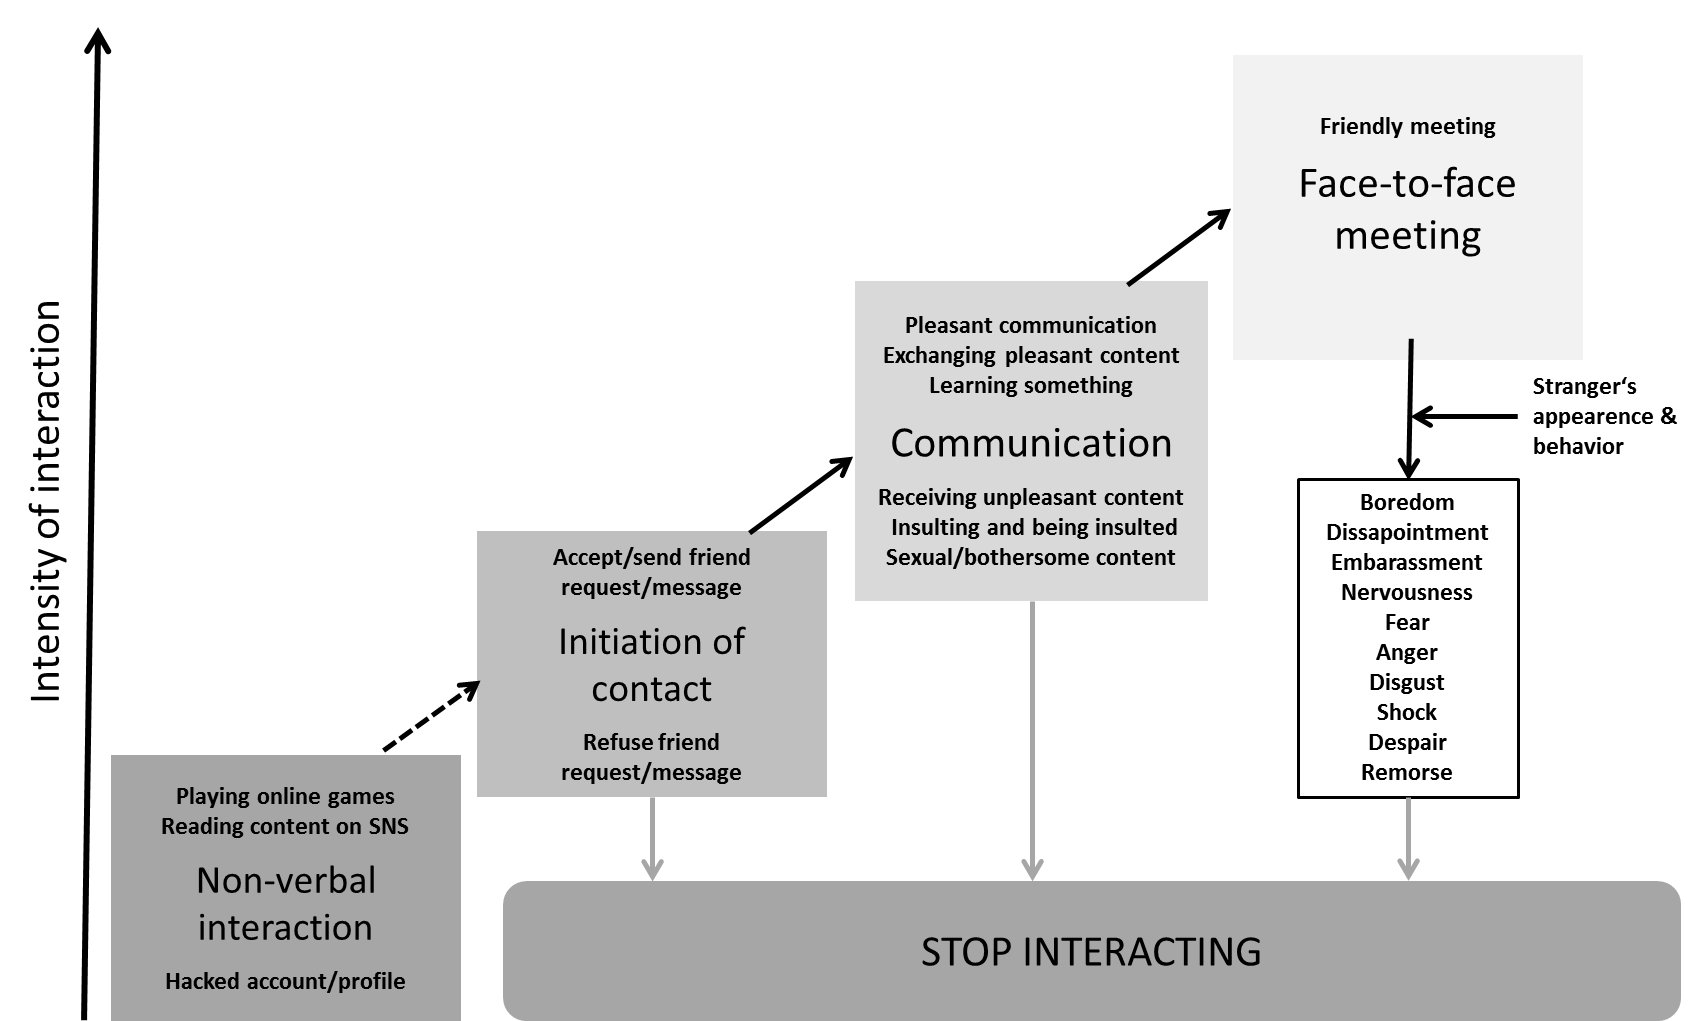 Intensity of interaction
Playing online games
Reading content on SNS
Non-verbal
interaction
Hacked account/profile
Accept/send friend
request/message
Initiation of
contact
Refuse friend
request/message
Pleasant communication
Exchanging pleasant content
Learning something
Communication
Receiving unpleasant content
Insulting and being insulted
Sexual/bothersome content
Friendly meeting
Face-to-face
meeting
Stranger‘s
appearence &
behavior
Boredom
Dissapointment
Embarassment
Nervousness
Fear
Anger
Disgust
Shock
Despair
Remorse
STOP INTERACTING